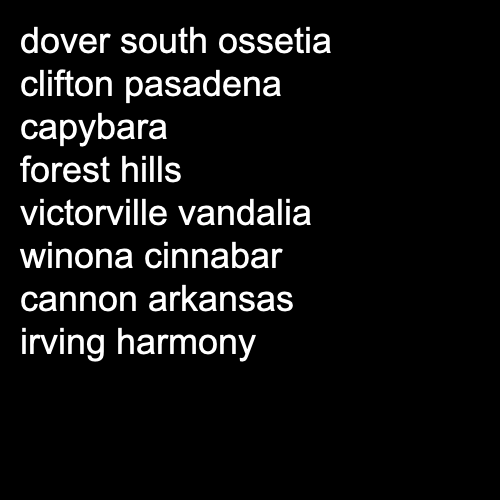 dover south ossetia
clifton pasadena
capybara
forest hills
victorville vandalia
winona cinnabar
cannon arkansas
irving harmony